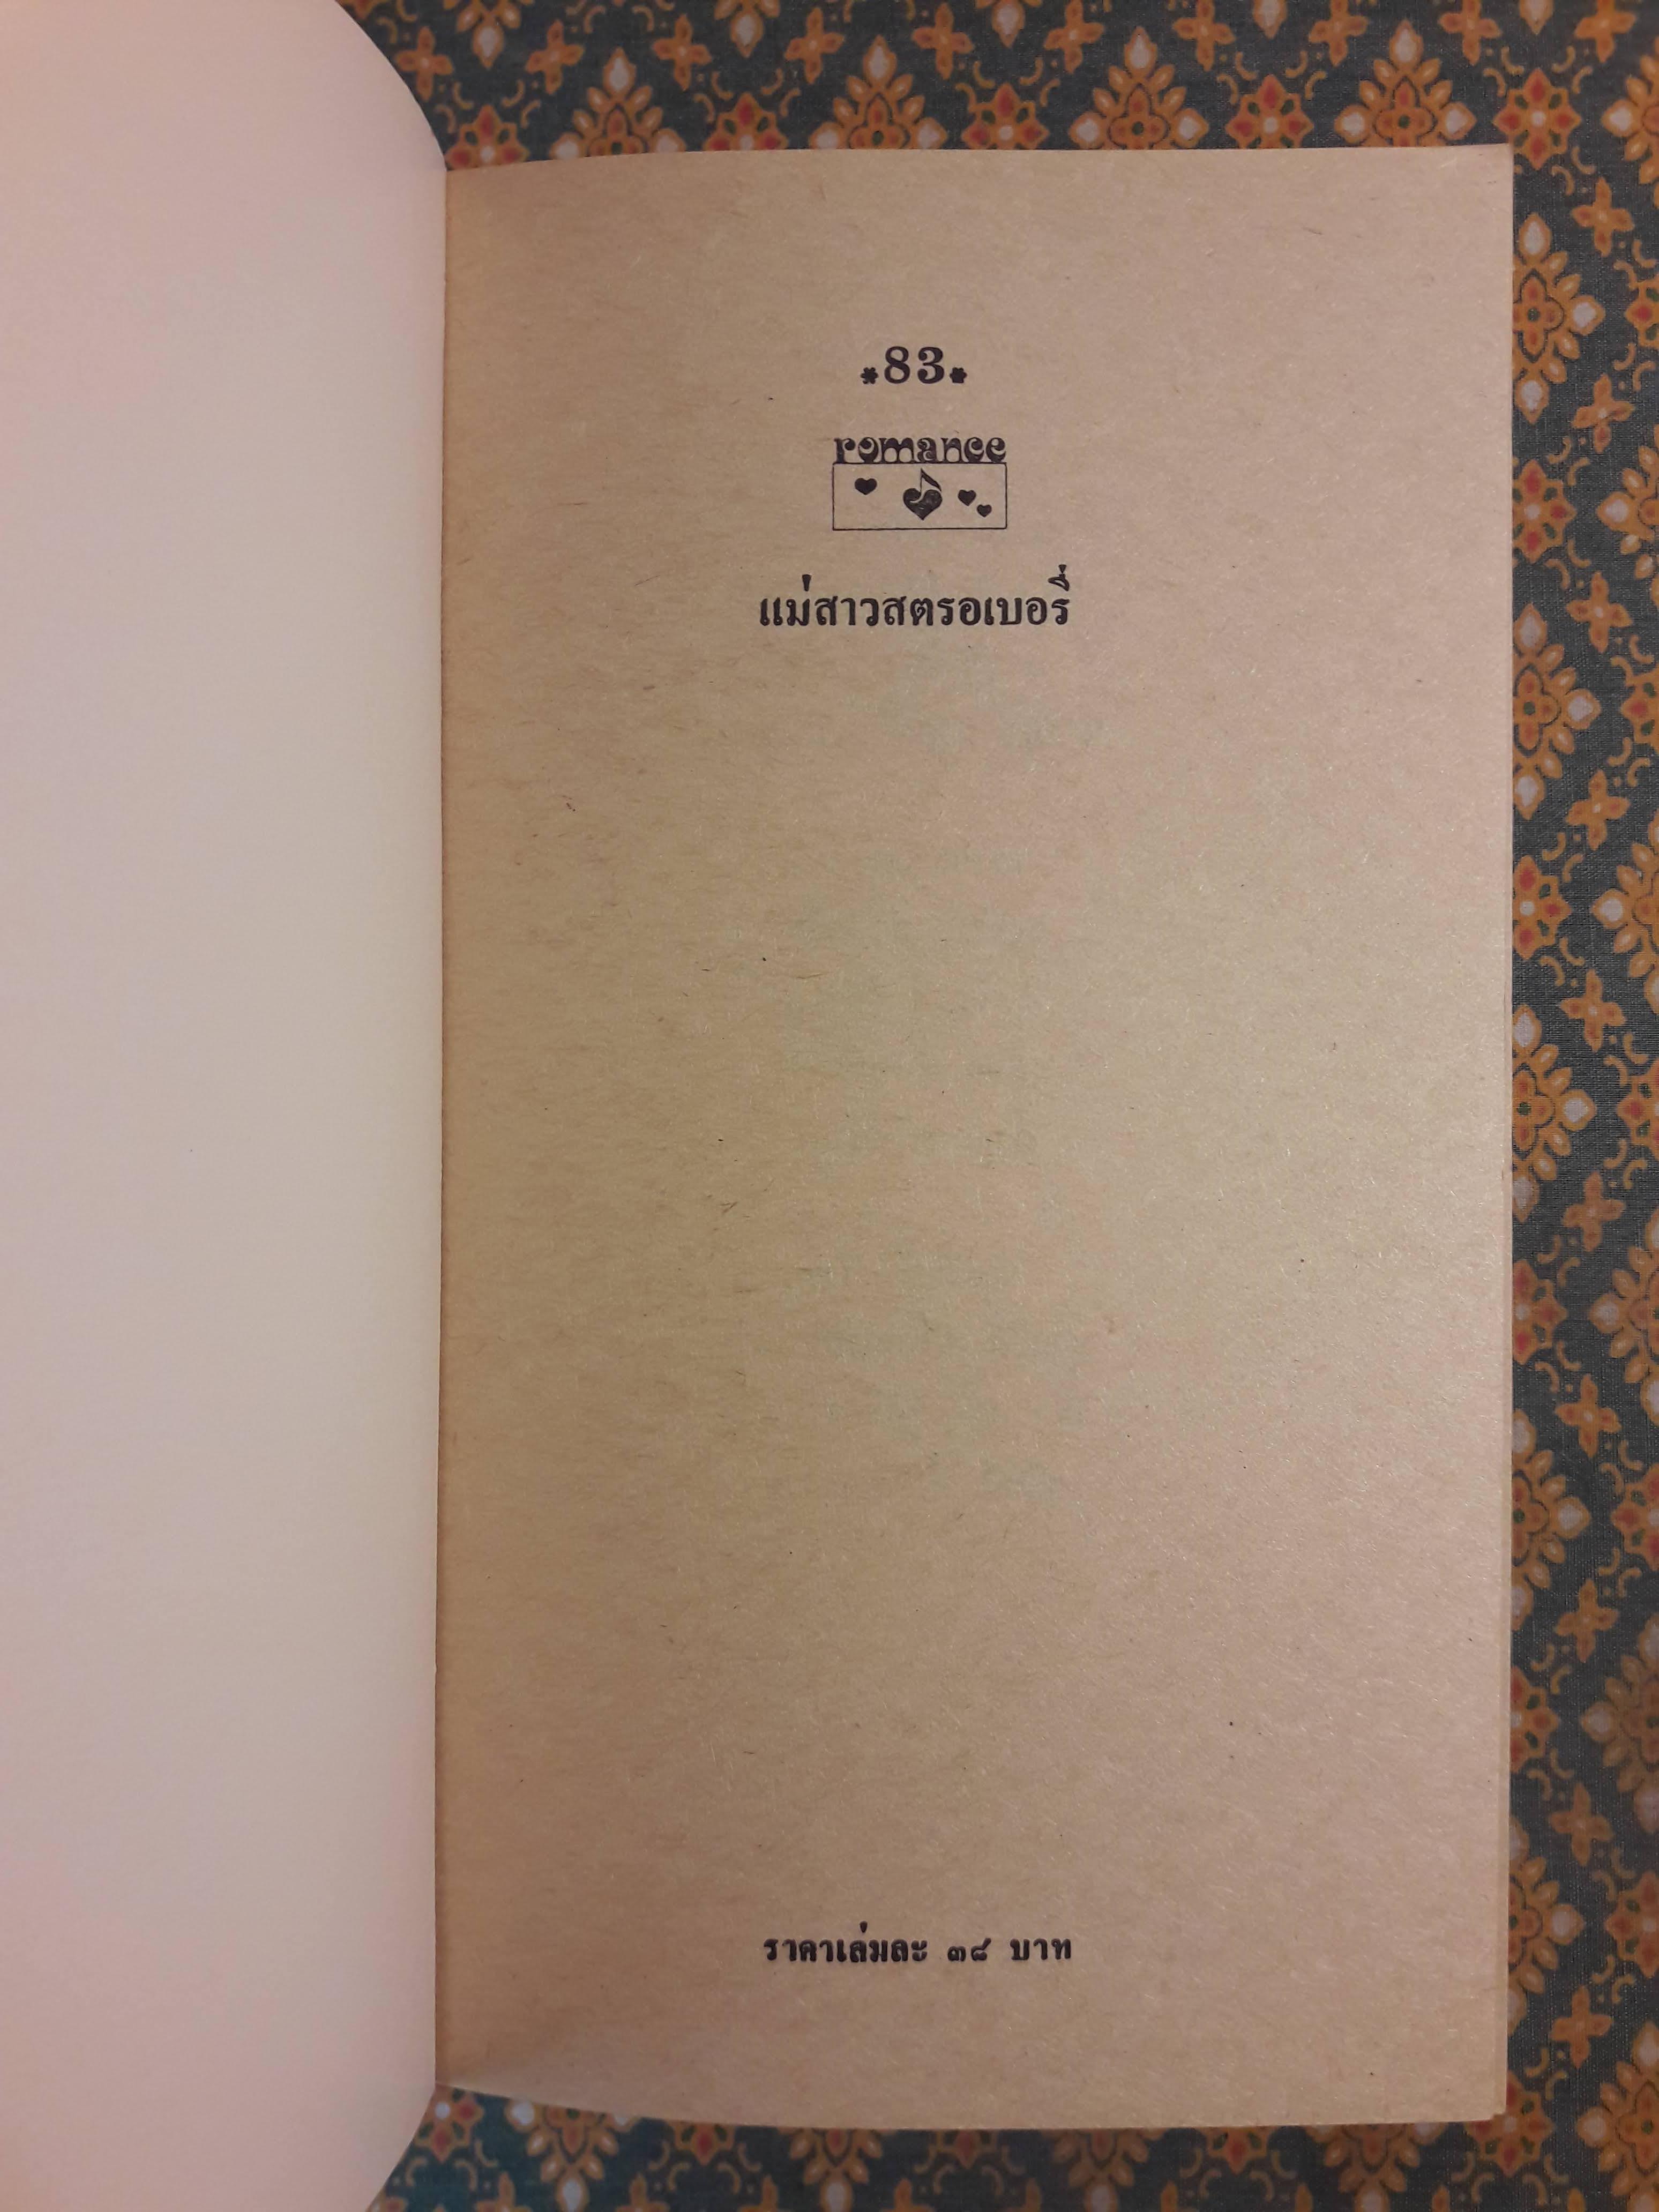 *83*
romance
แม่สาวสตรอเบอรี่
ราคาเล่มละ ๓๘ บาท